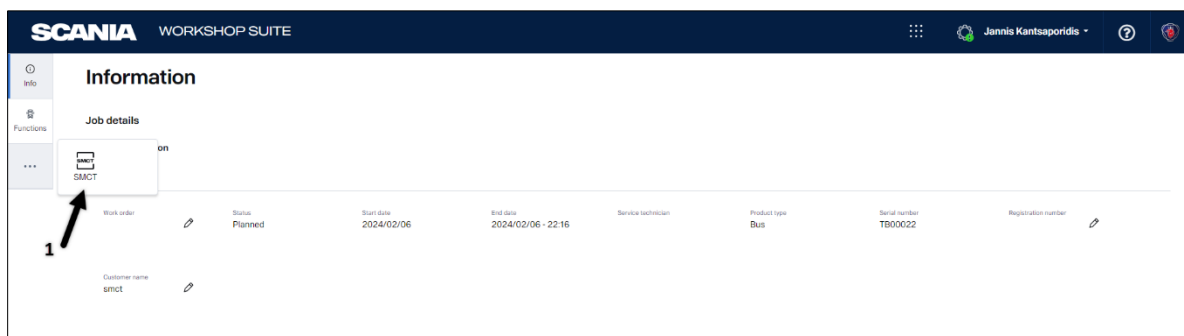 SCANIA WORKSHOP SUITE Jannis Kantsaporidis
Info
Information
Functions
Job details
on
SMCT
SMCT
1
Work order Status Start date End date Service technician Product type Serial number Registration number
Planned 2024/02/06 2024/02/06 - 22:16 Bus TB00022
Customer name
smct